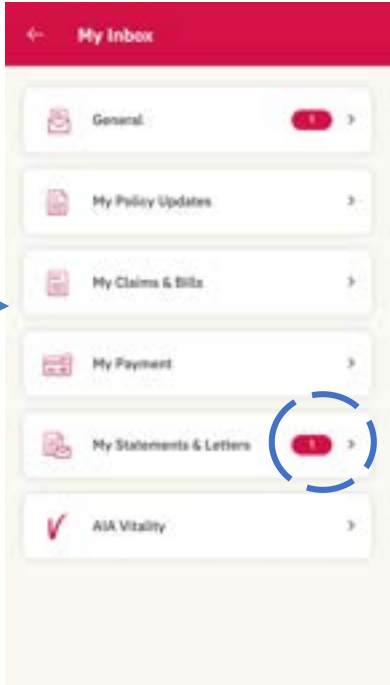 My Inbox
General 1
My Policy Updates
My Claims & Bills
My Payment
My Statements & Letters 1
AIA Vitality